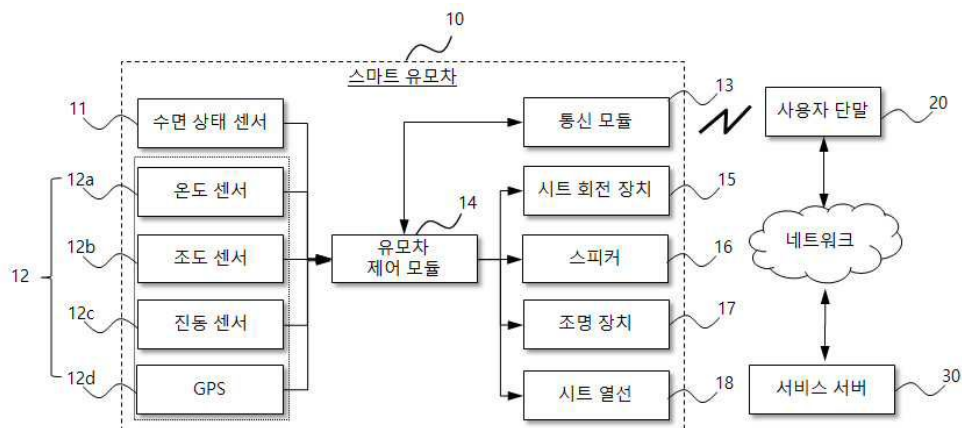 10
스마트 유모차
11
수면 상태 센서
12
12a
온도 센서
12b
조도 센서
12c
진동 센서
12d
GPS
14
유모차
제어 모듈
13
통신 모듈
15
시트 회전 장치
16
스피커
17
조명 장치
18
시트 열선
사용자 단말
20
네트워크
서비스 서버
30